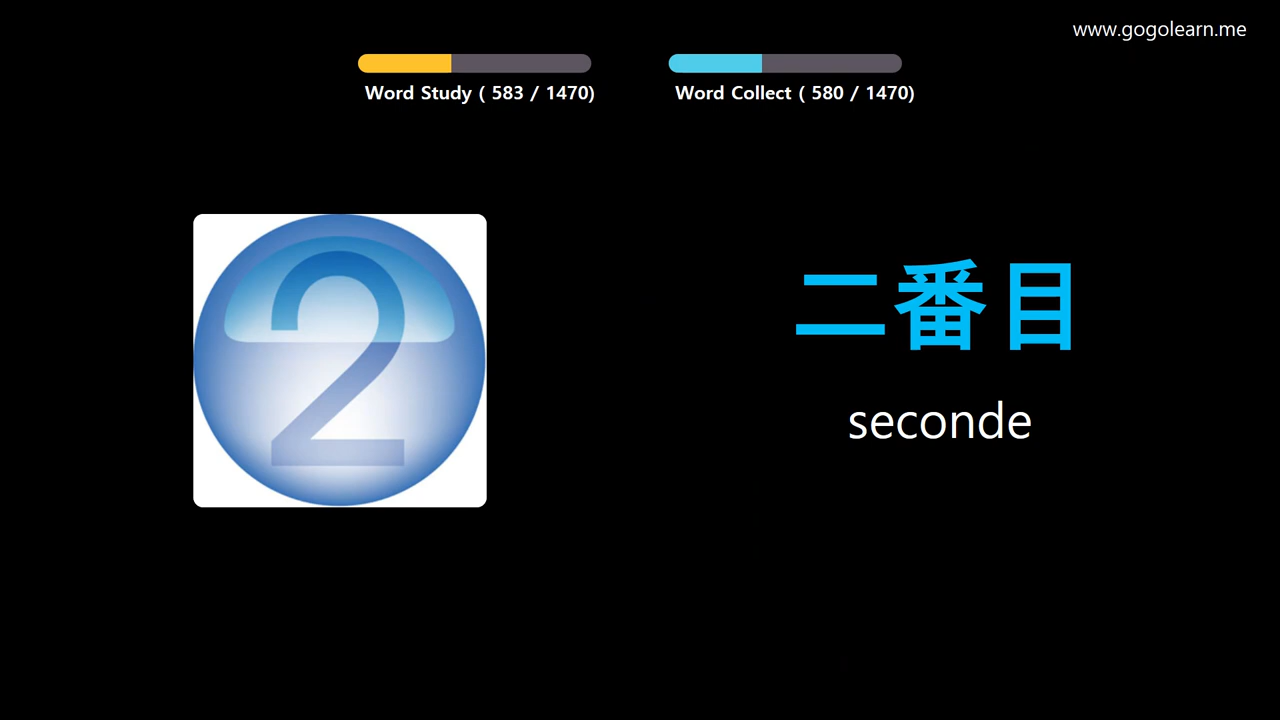 www.gogolearn.me
Word Study ( 583 / 1470)
Word Collect ( 580 / 1470)
2
二番目
seconde